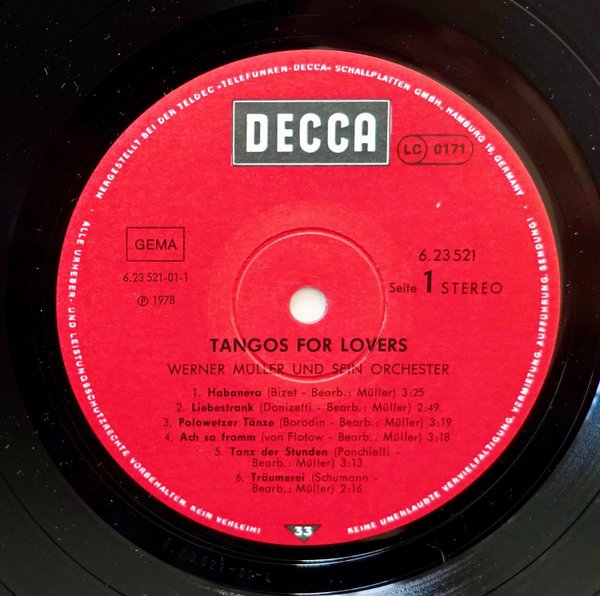 HERGESTELLT BEI DER TELDEC »TELEFUNKEN-DECCA« SCHALLPLATTEN GMBH, HAMBURG 19, GERMANY ·
ALLE URHEBER- UND LEISTUNGSSCHUTZRECHTE VORBEHALTEN. KEIN VERLEIH!
KEINE UNERLAUBTE VERVIELFÄLTIGUNG, VERMIETUNG, AUFFÜHRUNG, SENDUNG!
DECCA
LC 0171
GEMA
6.23 521-01-1
℗ 1978
6.23521
Seite 1 STEREO
TANGOS FOR LOVERS
WERNER MÜLLER UND SEIN ORCHESTER
1. Habanera (Bizet - Bearb.: Müller) 3:25
2. Liebestrank (Donizetti - Bearb.: Müller) 2:49
3. Polowetzer Tänze (Borodin - Bearb.: Müller) 3:19
4. Ach so fromm (von Flotow - Bearb.: Müller) 3:18
5. Tanz der Stunden (Ponchielli -
Bearb.: Müller) 3:13
6. Träumerei (Schumann -
Bearb.: Müller) 2:16
33